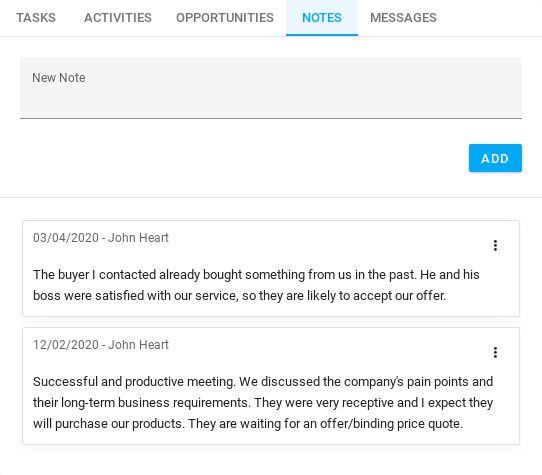 TASKS ACTIVITIES OPPORTUNITIES NOTES MESSAGES
New Note
ADD
03/04/2020 - John Heart
The buyer I contacted already bought something from us in the past. He and his
boss were satisfied with our service, so they are likely to accept our offer.
12/02/2020 - John Heart
Successful and productive meeting. We discussed the company's pain points and
their long-term business requirements. They were very receptive and I expect they
will purchase our products. They are waiting for an offer/binding price quote.